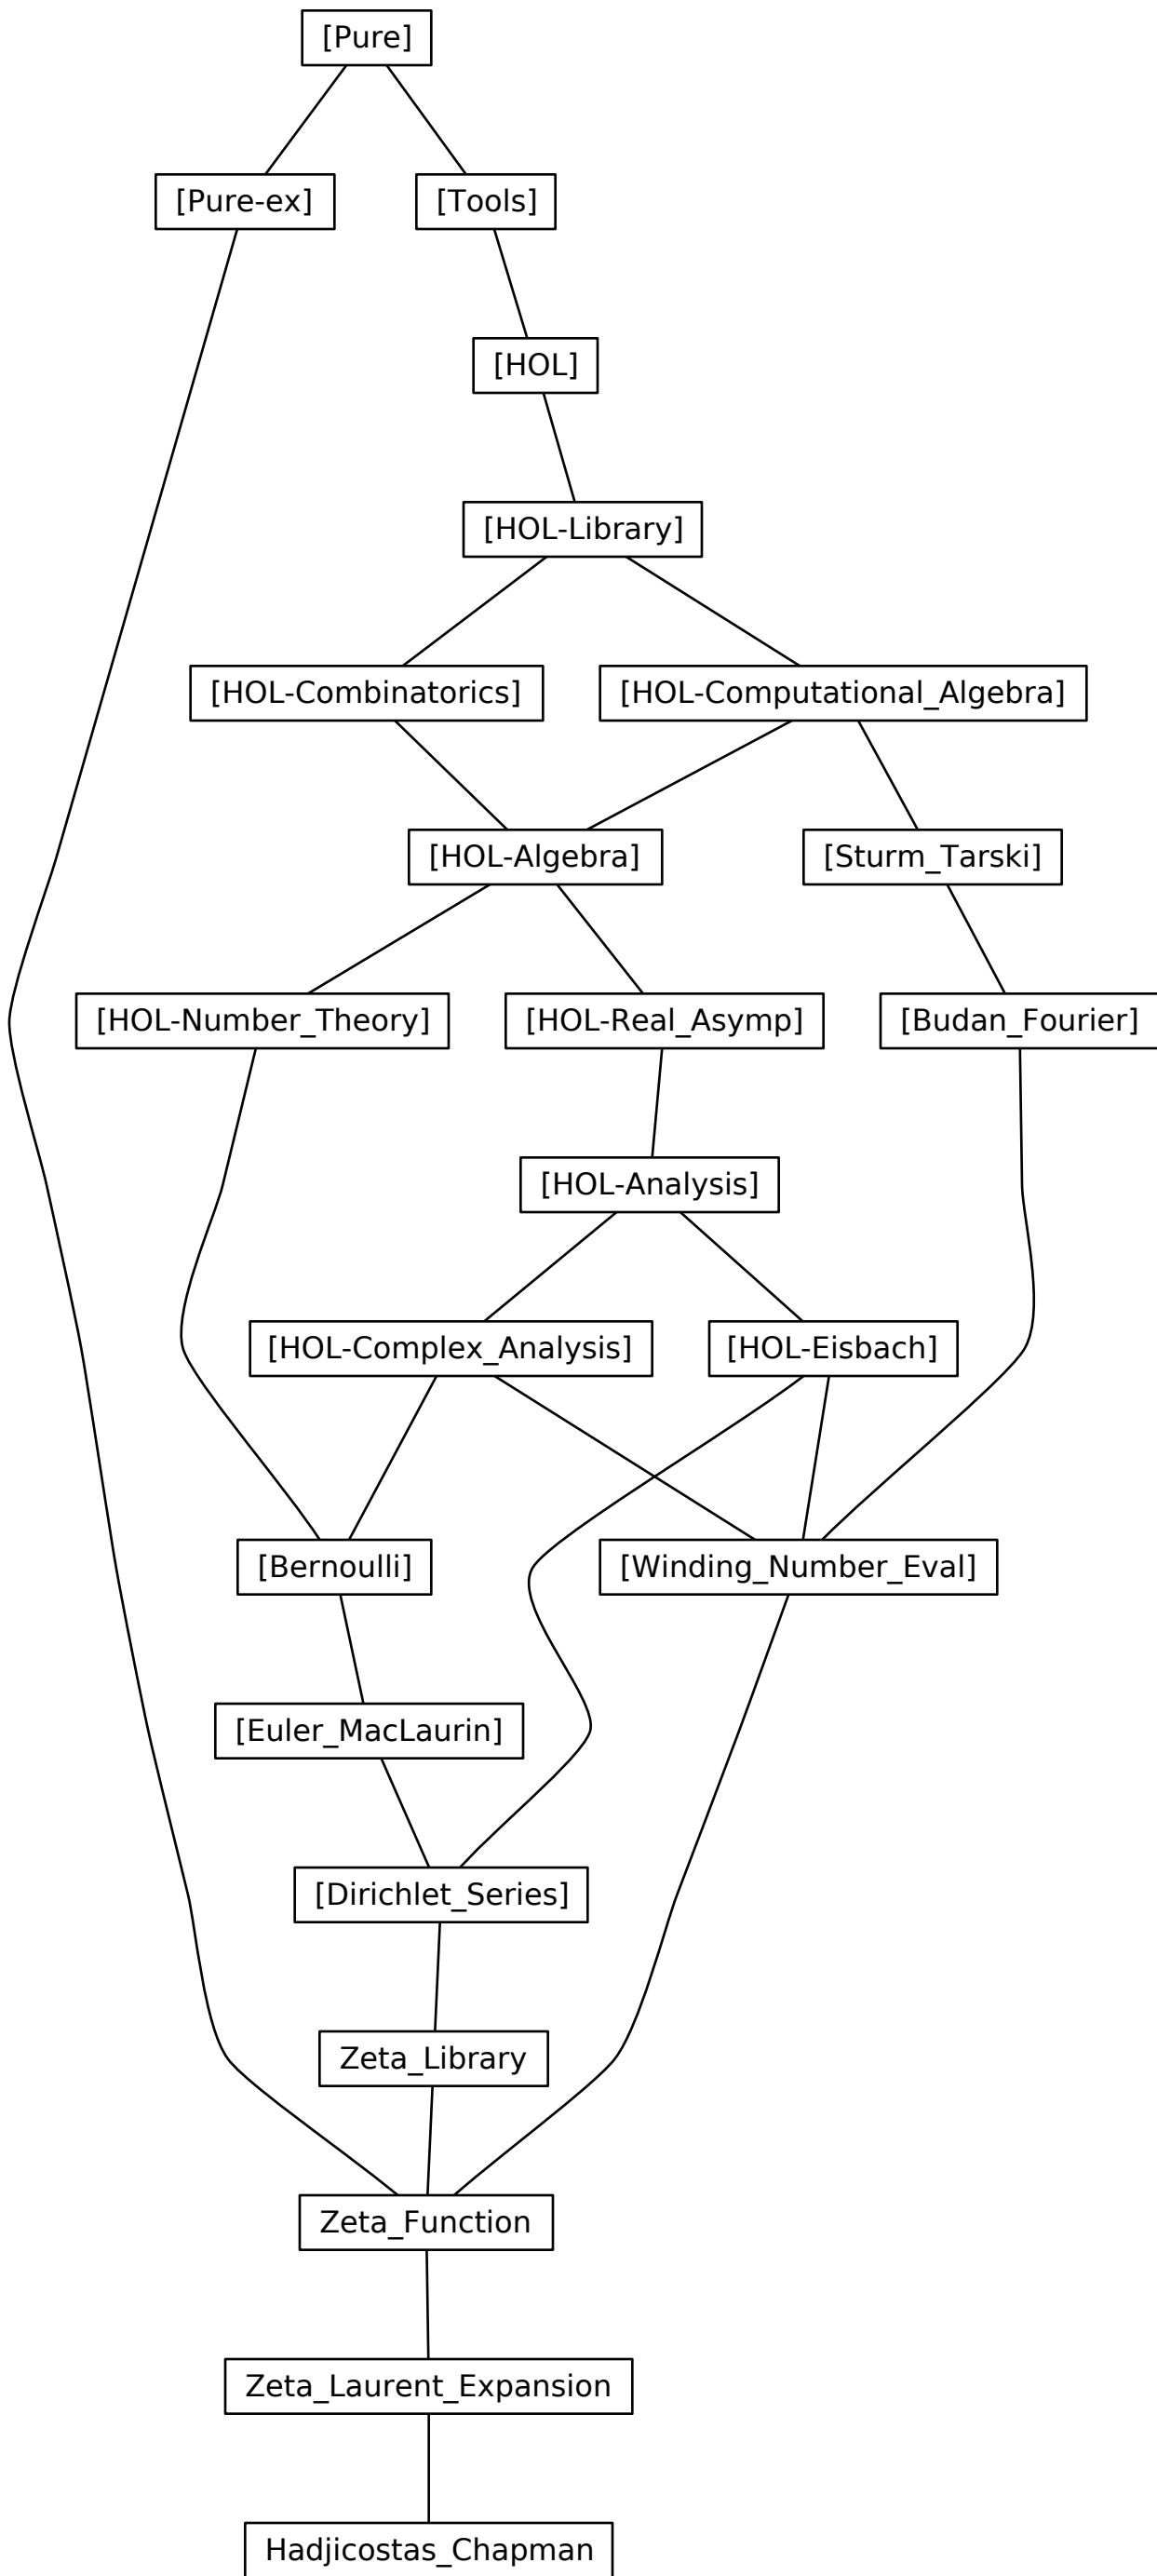 [Pure]
[Pure-ex]
[Tools]
[HOL]
[HOL-Library]
[HOL-Combinatorics]
[HOL-Computational_Algebra]
[HOL-Algebra]
[Sturm_Tarski]
[HOL-Number_Theory]
[HOL-Real_Asymp]
[Budan_Fourier]
[HOL-Analysis]
[HOL-Complex_Analysis]
[HOL-Eisbach]
[Bernoulli]
[Winding_Number_Eval]
[Euler_MacLaurin]
[Dirichlet_Series]
Zeta_Library
Zeta_Function
Zeta_Laurent_Expansion
Hadjicostas_Chapman